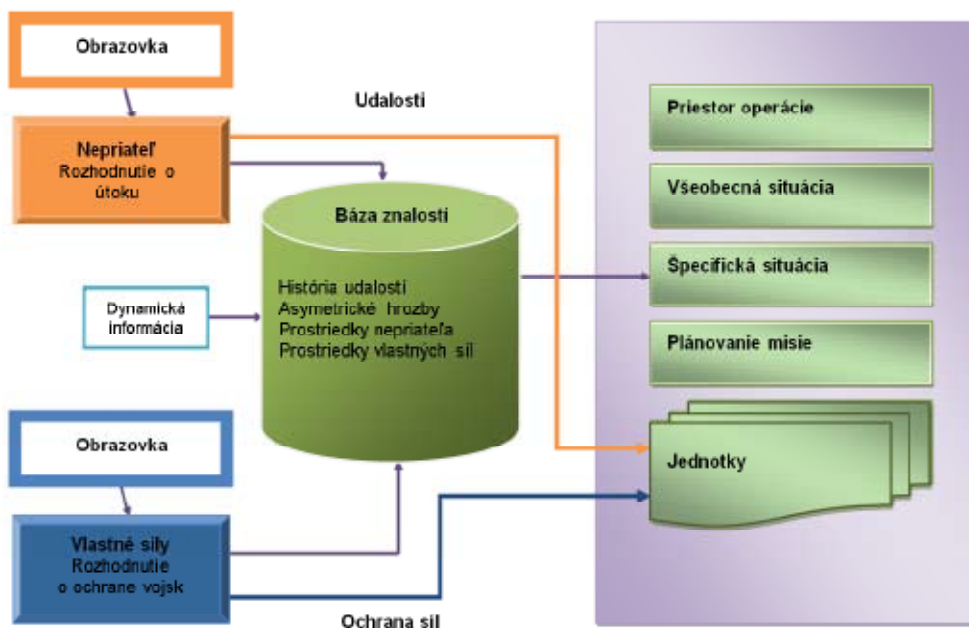 Obrazovka
Udalosti
Nepriateľ
Rozhodnutie o
útoku
Báza znalostí
História udalostí
Asymetrické hrozby
Prostriedky nepriateľa
Prostriedky vlastných síl
Dynamická
informácia
Obrazovka
Vlastné sily
Rozhodnutie
o ochrane vojsk
Ochrana síl
Priestor operácie
Všeobecná situácia
Špecifická situácia
Plánovanie misie
Jednotky